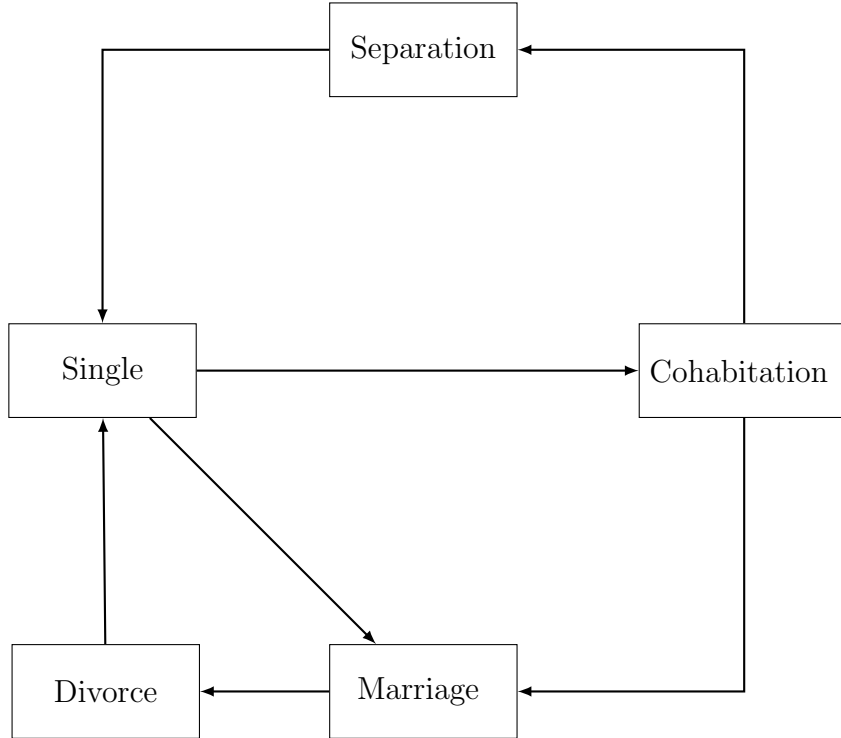 Separation
Single
Cohabitation
Divorce
Marriage